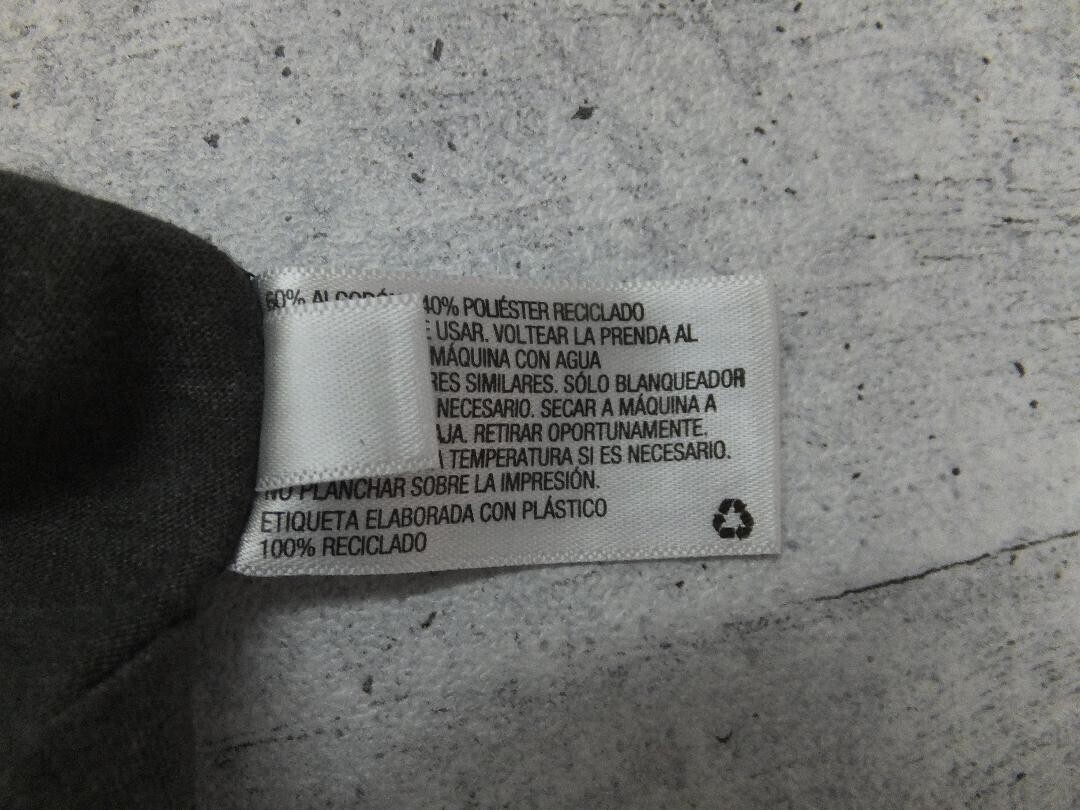 60% ALGODÓN 40% POLIÉSTER RECICLADO
USAR. VOLTEAR LA PRENDA AL
MÁQUINA CON AGUA
SIMILARES. SÓLO BLANQUEADOR
NECESARIO. SECAR A MÁQUINA A
RETIRAR OPORTUNAMENTE.
TEMPERATURA SI ES NECESARIO.
NO PLANCHAR SOBRE LA IMPRESIÓN.
ETIQUETA ELABORADA CON PLÁSTICO
100% RECICLADO